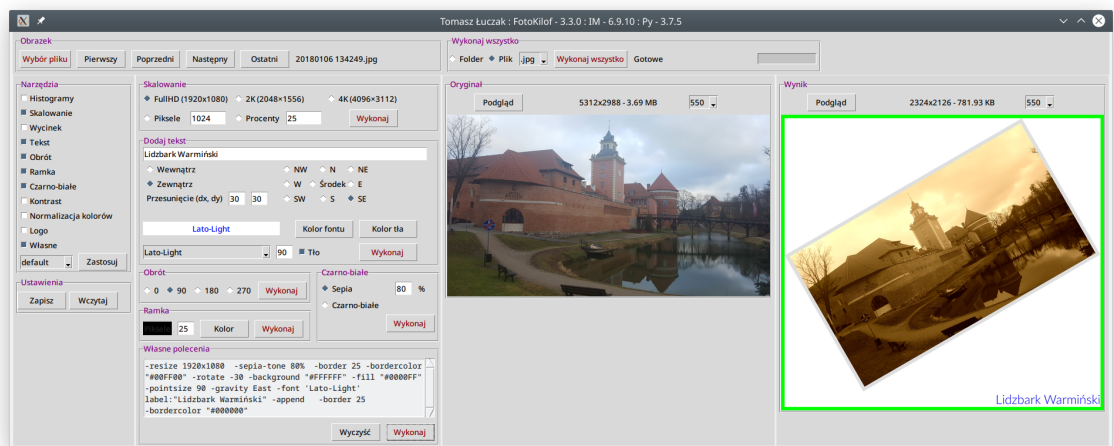 Tomasz Łuczak : FotoKilof - 3.3.0 : IM - 6.9.10 : Py - 3.7.5
Obrazek
Wybór pliku Pierwszy Poprzedni Następny Ostatni 20180106 134249.jpg
Wykonaj wszystko
Folder Plik .jpg Wykonaj wszystko Gotowe
Narzędzia
Histogramy
Skalowanie
Wycinek
Tekst
Obrót
Ramka
Czarno-białe
Kontrast
Normalizacja kolorów
Logo
Własne
default Zastosuj
Ustawienia
Zapisz Wczytaj
Skalowanie
FullHD (1920x1080) 2K (2048×1556) 4K (4096×3112)
Piksele 1024 Procenty 25 Wykonaj
Dodaj tekst
Lidzbark Warmiński
Wewnątrz NW N NE
Zewnątrz W Środek E
Przesunięcie (dx, dy) 30 30 SW S SE
Lato-Light Kolor fontu Kolor tła
Lato-Light 90 Tło Wykonaj
Obrót
0 90 180 270 Wykonaj
Ramka
Piksele 25 Kolor Wykonaj
Czarno-białe
Sepia 80 %
Czarno-białe
Wykonaj
Własne polecenia
-resize 1920x1080 -sepia-tone 80% -border 25 -bordercolor
"#00FF00" -rotate -30 -background "#FFFFFF" -fill "#0000FF"
-pointsize 90 -gravity East -font 'Lato-Light'
label:"Lidzbark Warmiński" -append -border 25
-bordercolor "#000000"
Wyczyść Wykonaj
Oryginał
Podgląd 5312x2988 - 3.69 MB 550
Wynik
Podgląd 2324x2126 - 781.93 KB 550
Lidzbark Warmiński